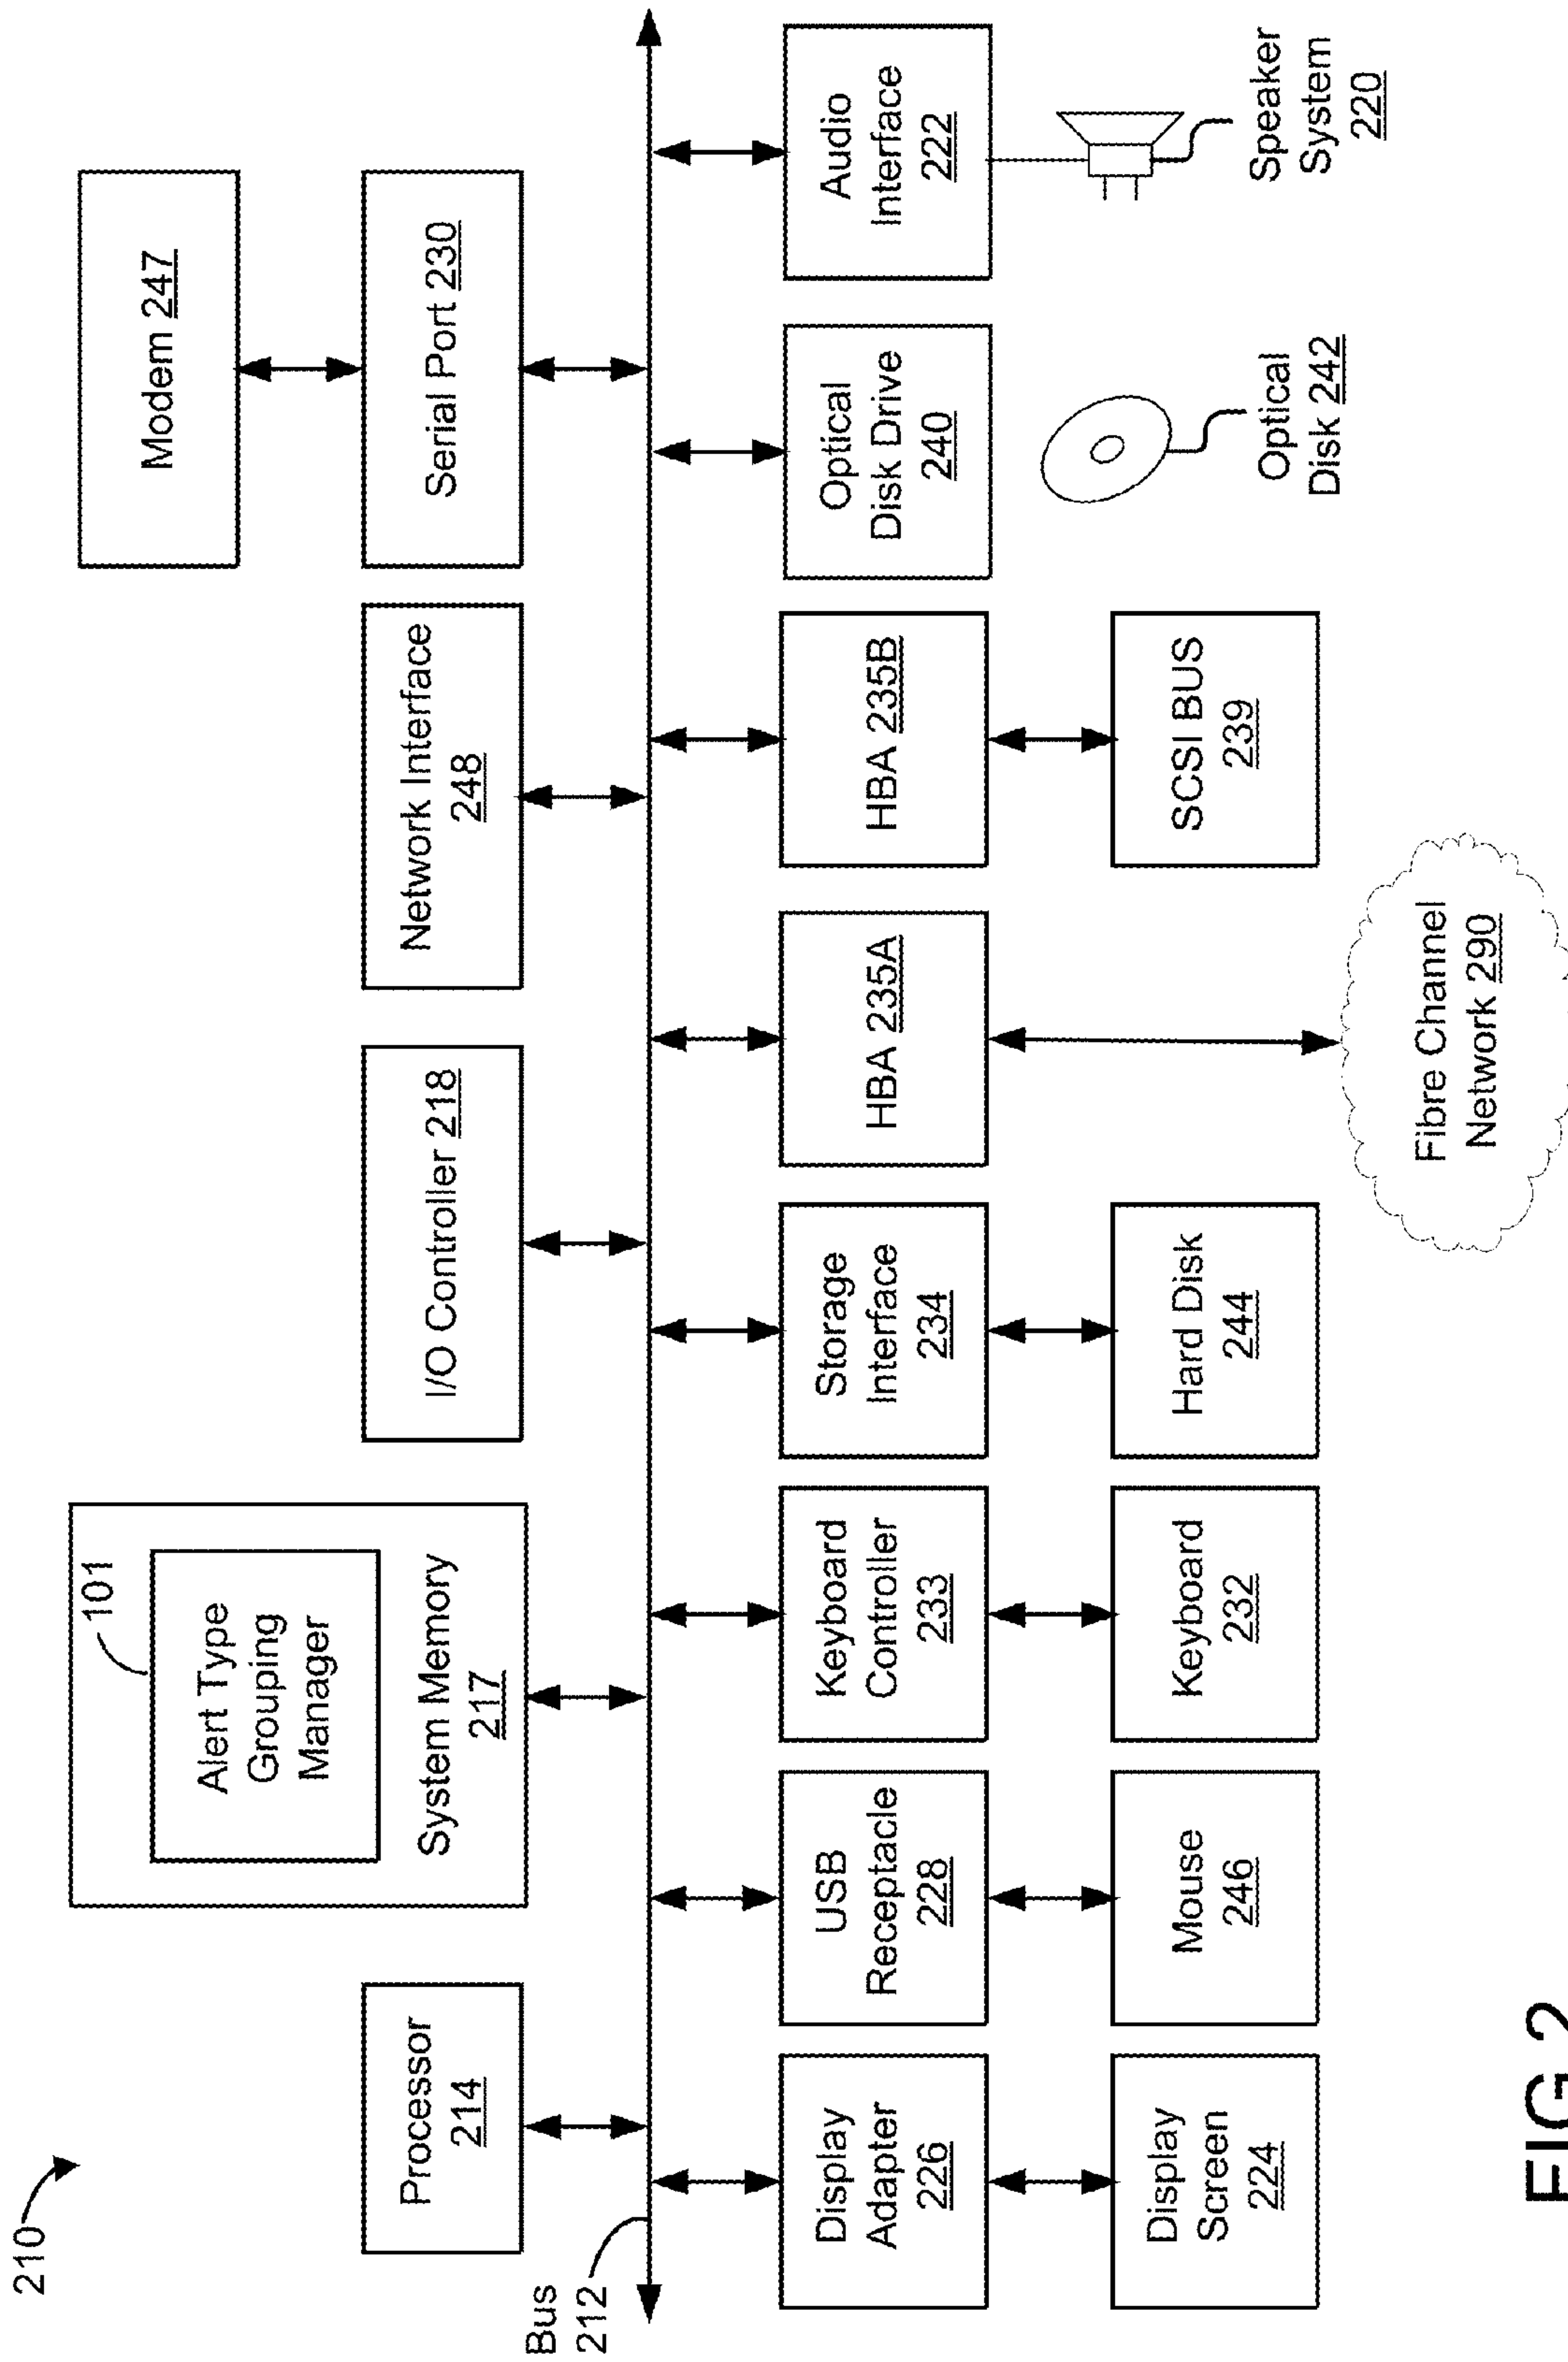 210
Modem 247
101
Alert Type
Grouping
Manager
System Memory
217
Processor
214
I/O Controller 218
Network Interface
248
Serial Port 230
Bus
212
Display
Adapter
226
USB
Receptacle
228
Keyboard
Controller
233
Storage
Interface
234
HBA 235A
HBA 235B
Optical
Disk Drive
240
Audio
Interface
222
Display
Screen
224
Mouse
246
Keyboard
232
Hard Disk
244
Fibre Channel
Network 290
SCSI BUS
239
Optical
Disk 242
Speaker
System
220
FIG 2